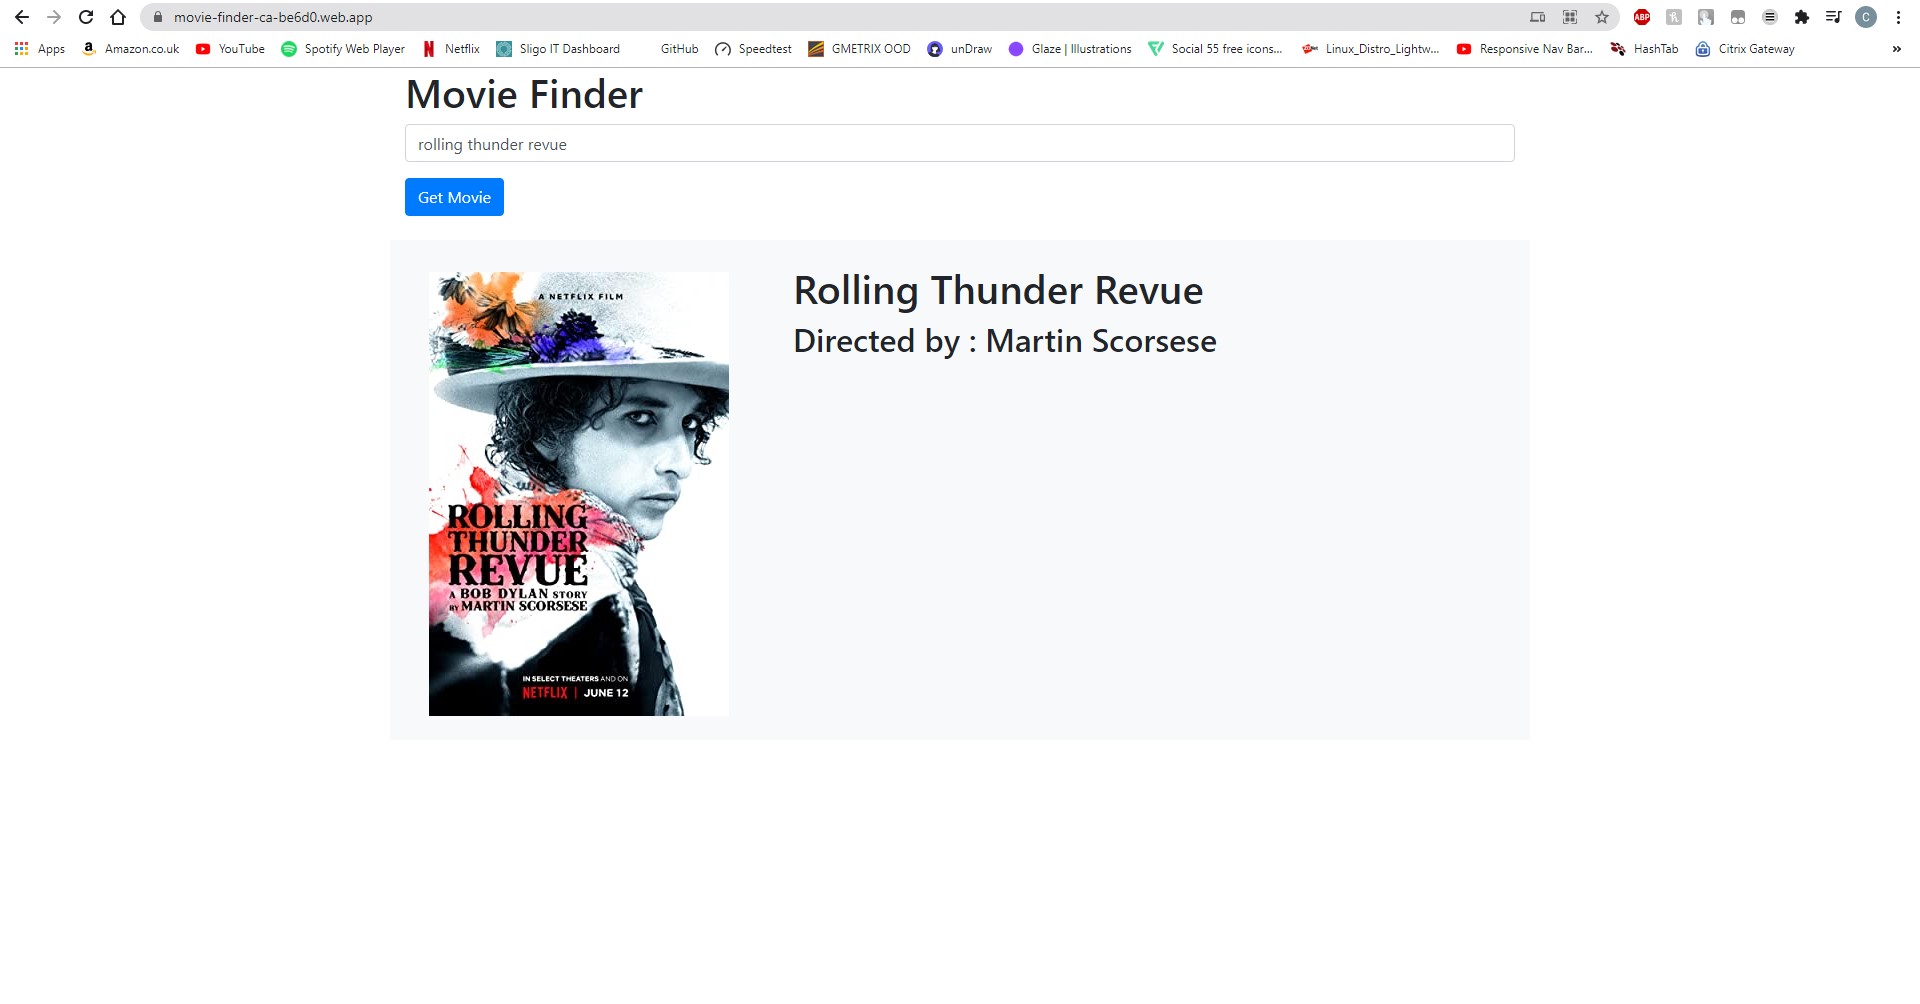 movie-finder-ca-be6d0.web.app
ABP
C
Apps
a
Amazon.co.uk
YouTube
Spotify Web Player
Netflix
Sligo IT Dashboard
GitHub
Speedtest
GMETRIX OOD
unDraw
Glaze | Illustrations
Social 55 free icons...
Linux_Distro_Lightw...
Responsive Nav Bar...
HashTab
Citrix Gateway
»
Movie Finder
rolling thunder revue
Get Movie
A NETFLIX FILM
ROLLING
THUNDER
REVUE
A BOB DYLAN STORY
BY MARTIN SCORSESE
IN SELECT THEATERS AND ON
NETFLIX | JUNE 12
Rolling Thunder Revue
Directed by : Martin Scorsese